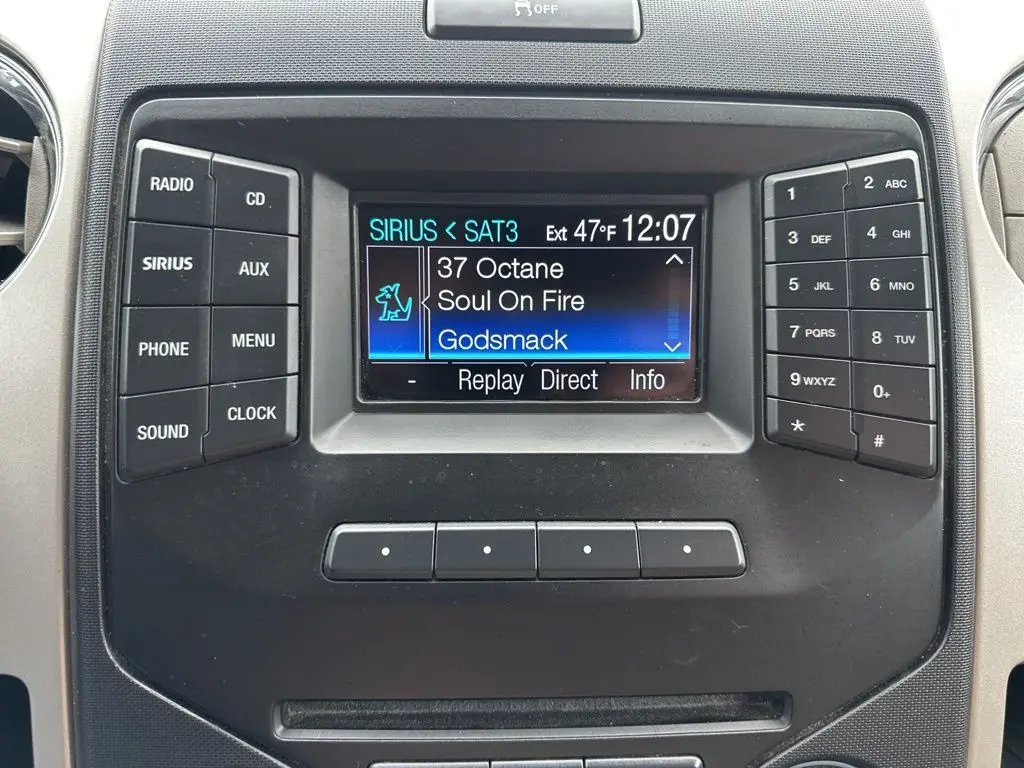 OFF
RADIO
CD
SIRIUS
AUX
PHONE
MENU
SOUND
CLOCK
SIRIUS < SAT3 Ext 47°F 12:07
37 Octane
Soul On Fire
Godsmack
- Replay Direct Info
1
2 ABC
3 DEF
4 GHI
5 JKL
6 MNO
7 PQRS
8 TUV
9 WXYZ
0+
*
#